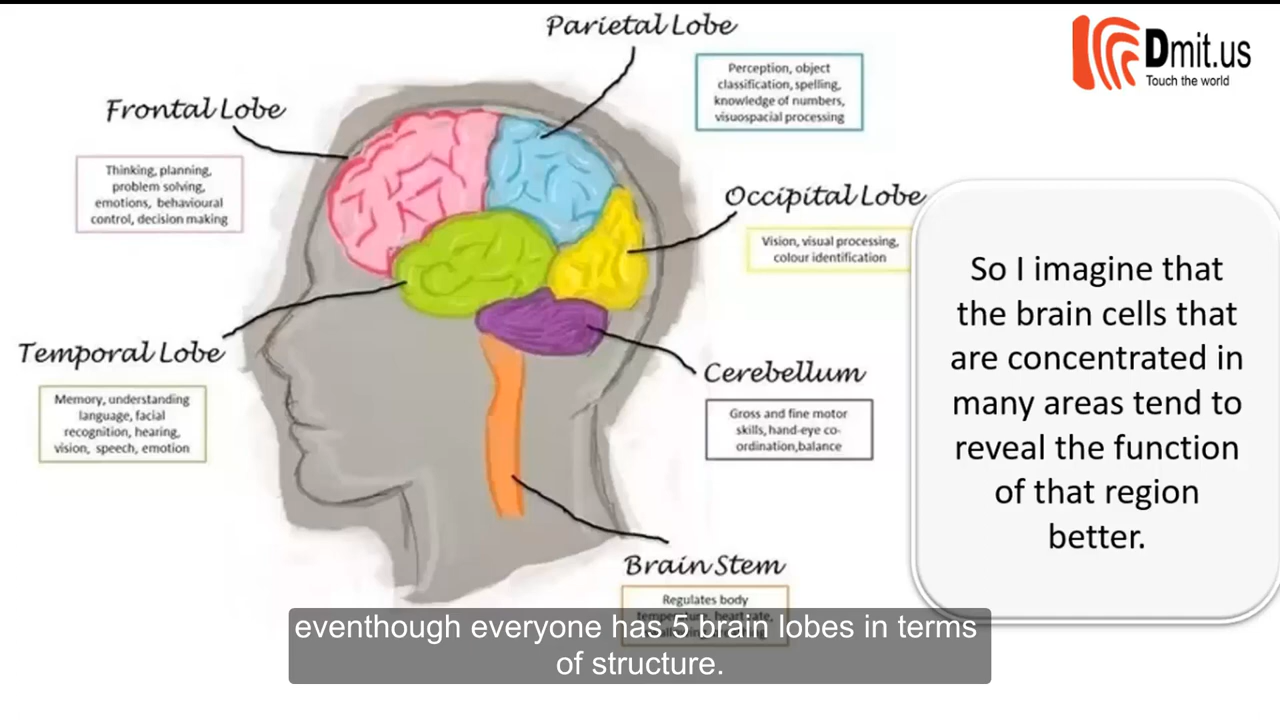 Parietal Lobe
Dmit.us
Touch the world
Perception, object
classification, spelling,
knowledge of numbers,
visuospacial processing
Frontal Lobe
Thinking, planning,
problem solving,
emotions, behavioural
control, decision making
Occipital Lobe
Vision, visual processing,
colour identification
So I imagine that
the brain cells that
are concentrated in
many areas tend to
reveal the function
of that region
better.
Temporal Lobe
Memory, understanding
language, facial
recognition, hearing,
vision, speech, emotion
Cerebellum
Gross and fine motor
skills, hand-eye co-
ordination,balance
Brain Stem
Regulates body
temperature, heart rate,
eventhough everyone has 5 brain lobes in terms
of structure.